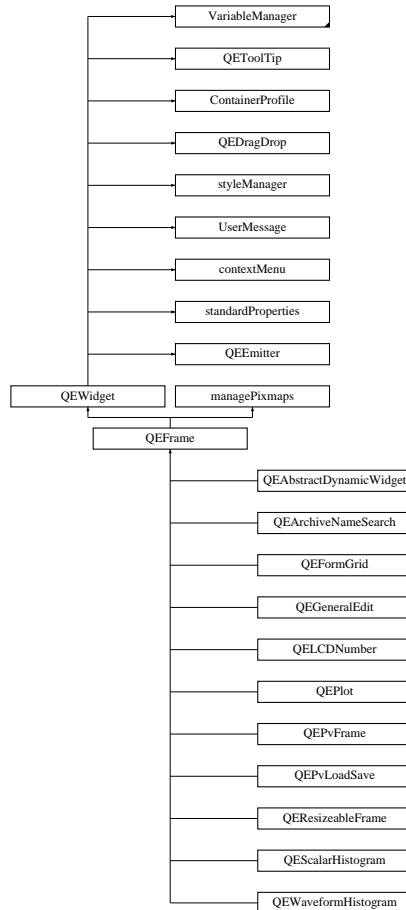 VariableManager
QEToolTip
ContainerProfile
QEDragDrop
styleManager
UserMessage
contextMenu
standardProperties
QEEmitter
QEWidget
managePixmaps
QEFrame
QEAbstractDynamicWidget
QEArchiveNameSearch
QEFormGrid
QEGeneralEdit
QELCDNumber
QEPlot
QEPvFrame
QEPvLoadSave
QEResizeableFrame
QEScalarHistogram
QEWaveformHistogram